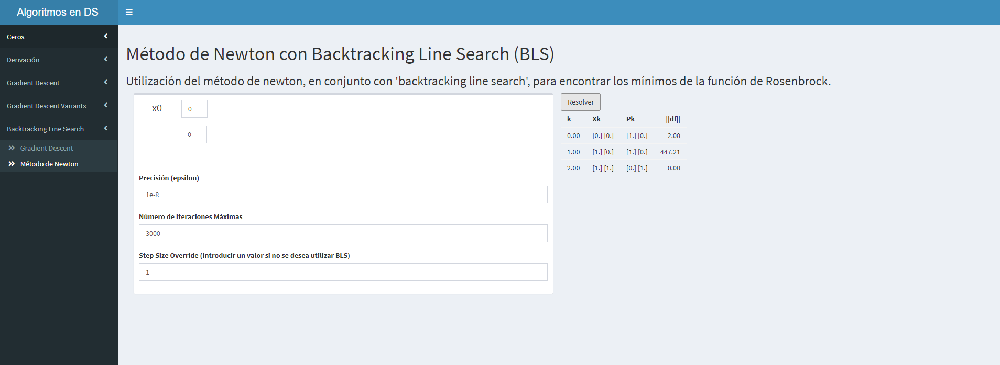 Algoritmos en DS
Ceros
Derivación
Gradient Descent
Gradient Descent Variants
Backtracking Line Search
Gradient Descent
Método de Newton
Método de Newton con Backtracking Line Search (BLS)
Utilización del método de newton, en conjunto con 'backtracking line search', para encontrar los mínimos de la función de Rosenbrock.
x0 = 0
0
Precisión (epsilon)
1e-8
Número de Iteraciones Máximas
3000
Step Size Override (Introducir un valor si no se desea utilizar BLS)
1
Resolver
k Xk Pk ||df||
0.00 [0.] [0.] [1.] [0.] 2.00
1.00 [1.] [0.] [1.] [0.] 447.21
2.00 [1.] [1.] [0.] [1.] 0.00